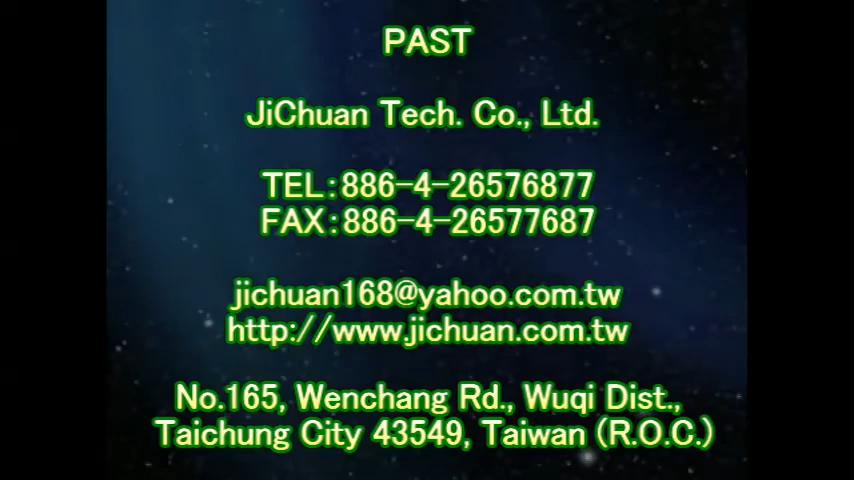 PAST
JiChuan Tech. Co., Ltd.
TEL:886-4-26576877
FAX:886-4-26577687
jichuan168@yahoo.com.tw
http://www.jichuan.com.tw
No.165, Wenchang Rd., Wuqi Dist.,
Taichung City 43549, Taiwan (R.O.C.)